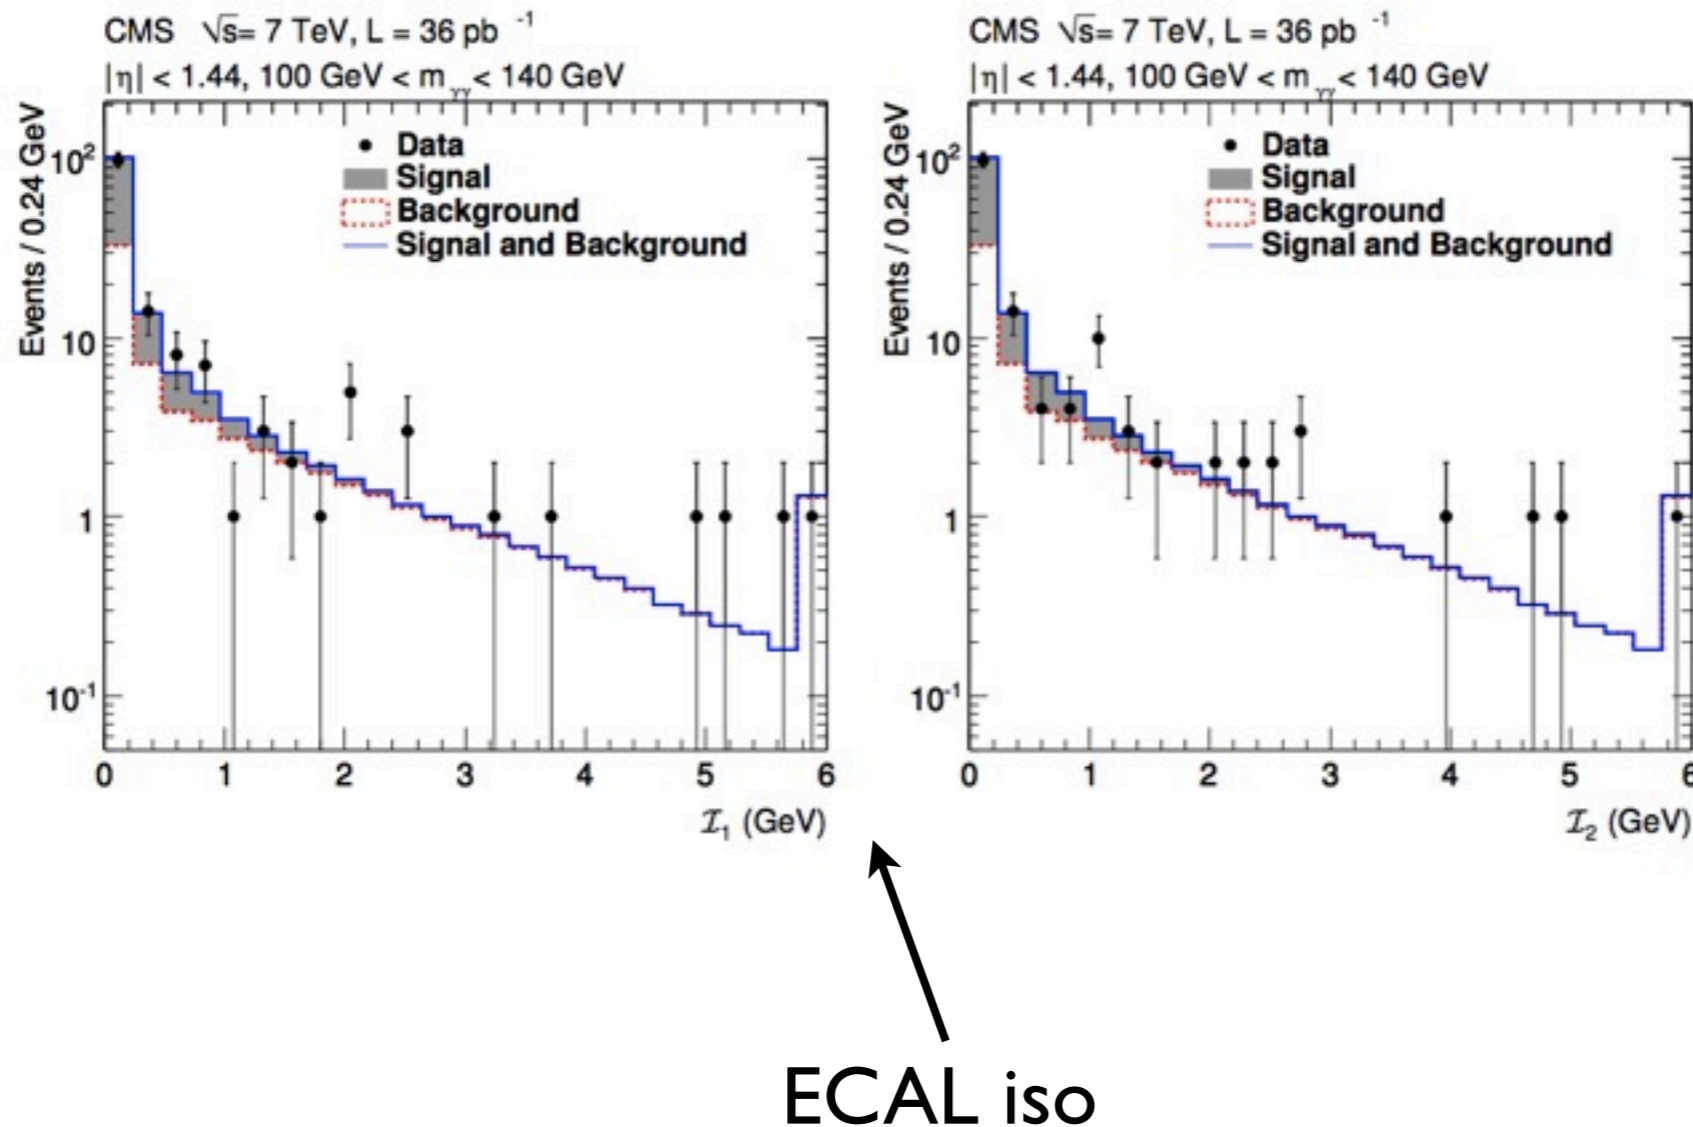 CMS √s= 7 TeV, L = 36 pb ⁻¹
|η| < 1.44, 100 GeV < m_γγ < 140 GeV
Events / 0.24 GeV
10²
10
1
10⁻¹
Data
Signal
Background
Signal and Background
0 1 2 3 4 5 6
I₁ (GeV)
CMS √s= 7 TeV, L = 36 pb ⁻¹
|η| < 1.44, 100 GeV < m_γγ < 140 GeV
Events / 0.24 GeV
10²
10
1
10⁻¹
Data
Signal
Background
Signal and Background
0 1 2 3 4 5 6
I₂ (GeV)
ECAL iso